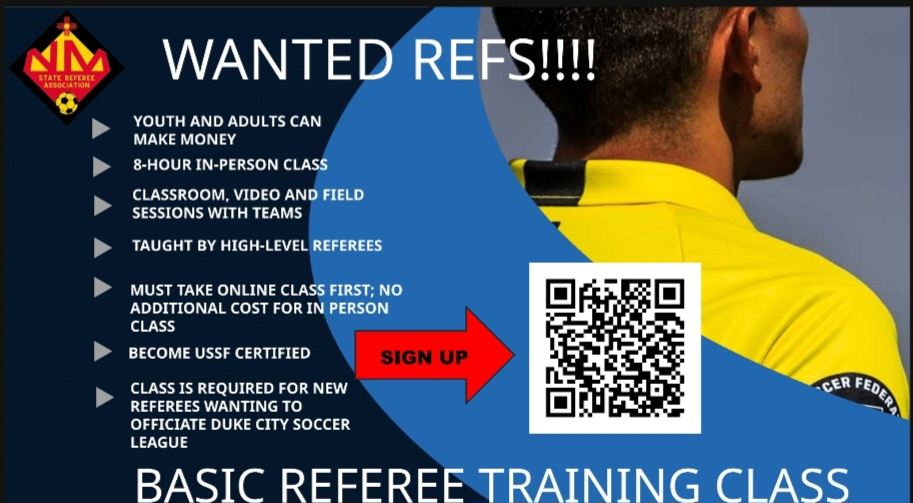 NM
STATE REFEREE
ASSOCIATION
WANTED REFS!!!!
YOUTH AND ADULTS CAN
MAKE MONEY
8-HOUR IN-PERSON CLASS
CLASSROOM, VIDEO AND FIELD
SESSIONS WITH TEAMS
TAUGHT BY HIGH-LEVEL REFEREES
MUST TAKE ONLINE CLASS FIRST; NO
ADDITIONAL COST FOR IN PERSON
CLASS
BECOME USSF CERTIFIED
CLASS IS REQUIRED FOR NEW
REFEREES WANTING TO
OFFICIATE DUKE CITY SOCCER
LEAGUE
SIGN UP
BASIC REFEREE TRAINING CLASS